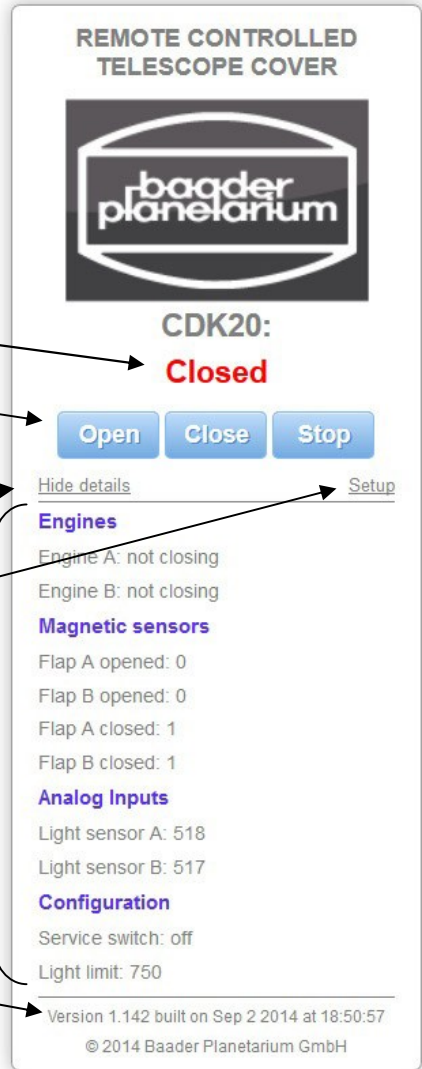 REMOTE CONTROLLED
TELESCOPE COVER
baader
planetarium
CDK20:
Closed
Open Close Stop
Hide details Setup
Engines
Engine A: not closing
Engine B: not closing
Magnetic sensors
Flap A opened: 0
Flap B opened: 0
Flap A closed: 1
Flap B closed: 1
Analog Inputs
Light sensor A: 518
Light sensor B: 517
Configuration
Service switch: off
Light limit: 750
Version 1.142 built on Sep 2 2014 at 18:50:57
© 2014 Baader Planetarium GmbH